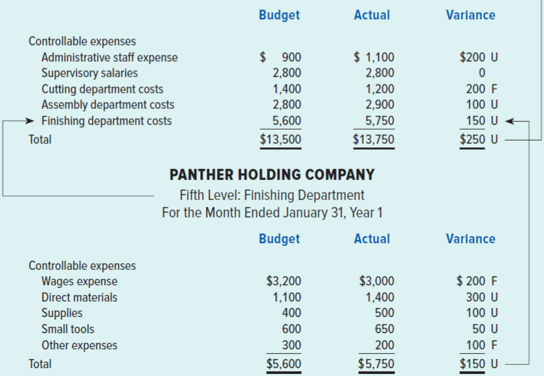 Budget Actual Variance
Controllable expenses
Administrative staff expense $ 900 $ 1,100 $200 U
Supervisory salaries 2,800 2,800 0
Cutting department costs 1,400 1,200 200 F
Assembly department costs 2,800 2,900 100 U
Finishing department costs 5,600 5,750 150 U
Total $13,500 $13,750 $250 U
PANTHER HOLDING COMPANY
Fifth Level: Finishing Department
For the Month Ended January 31, Year 1
Budget Actual Variance
Controllable expenses
Wages expense $3,200 $3,000 $ 200 F
Direct materials 1,100 1,400 300 U
Supplies 400 500 100 U
Small tools 600 650 50 U
Other expenses 300 200 100 F
Total $5,600 $5,750 $150 U